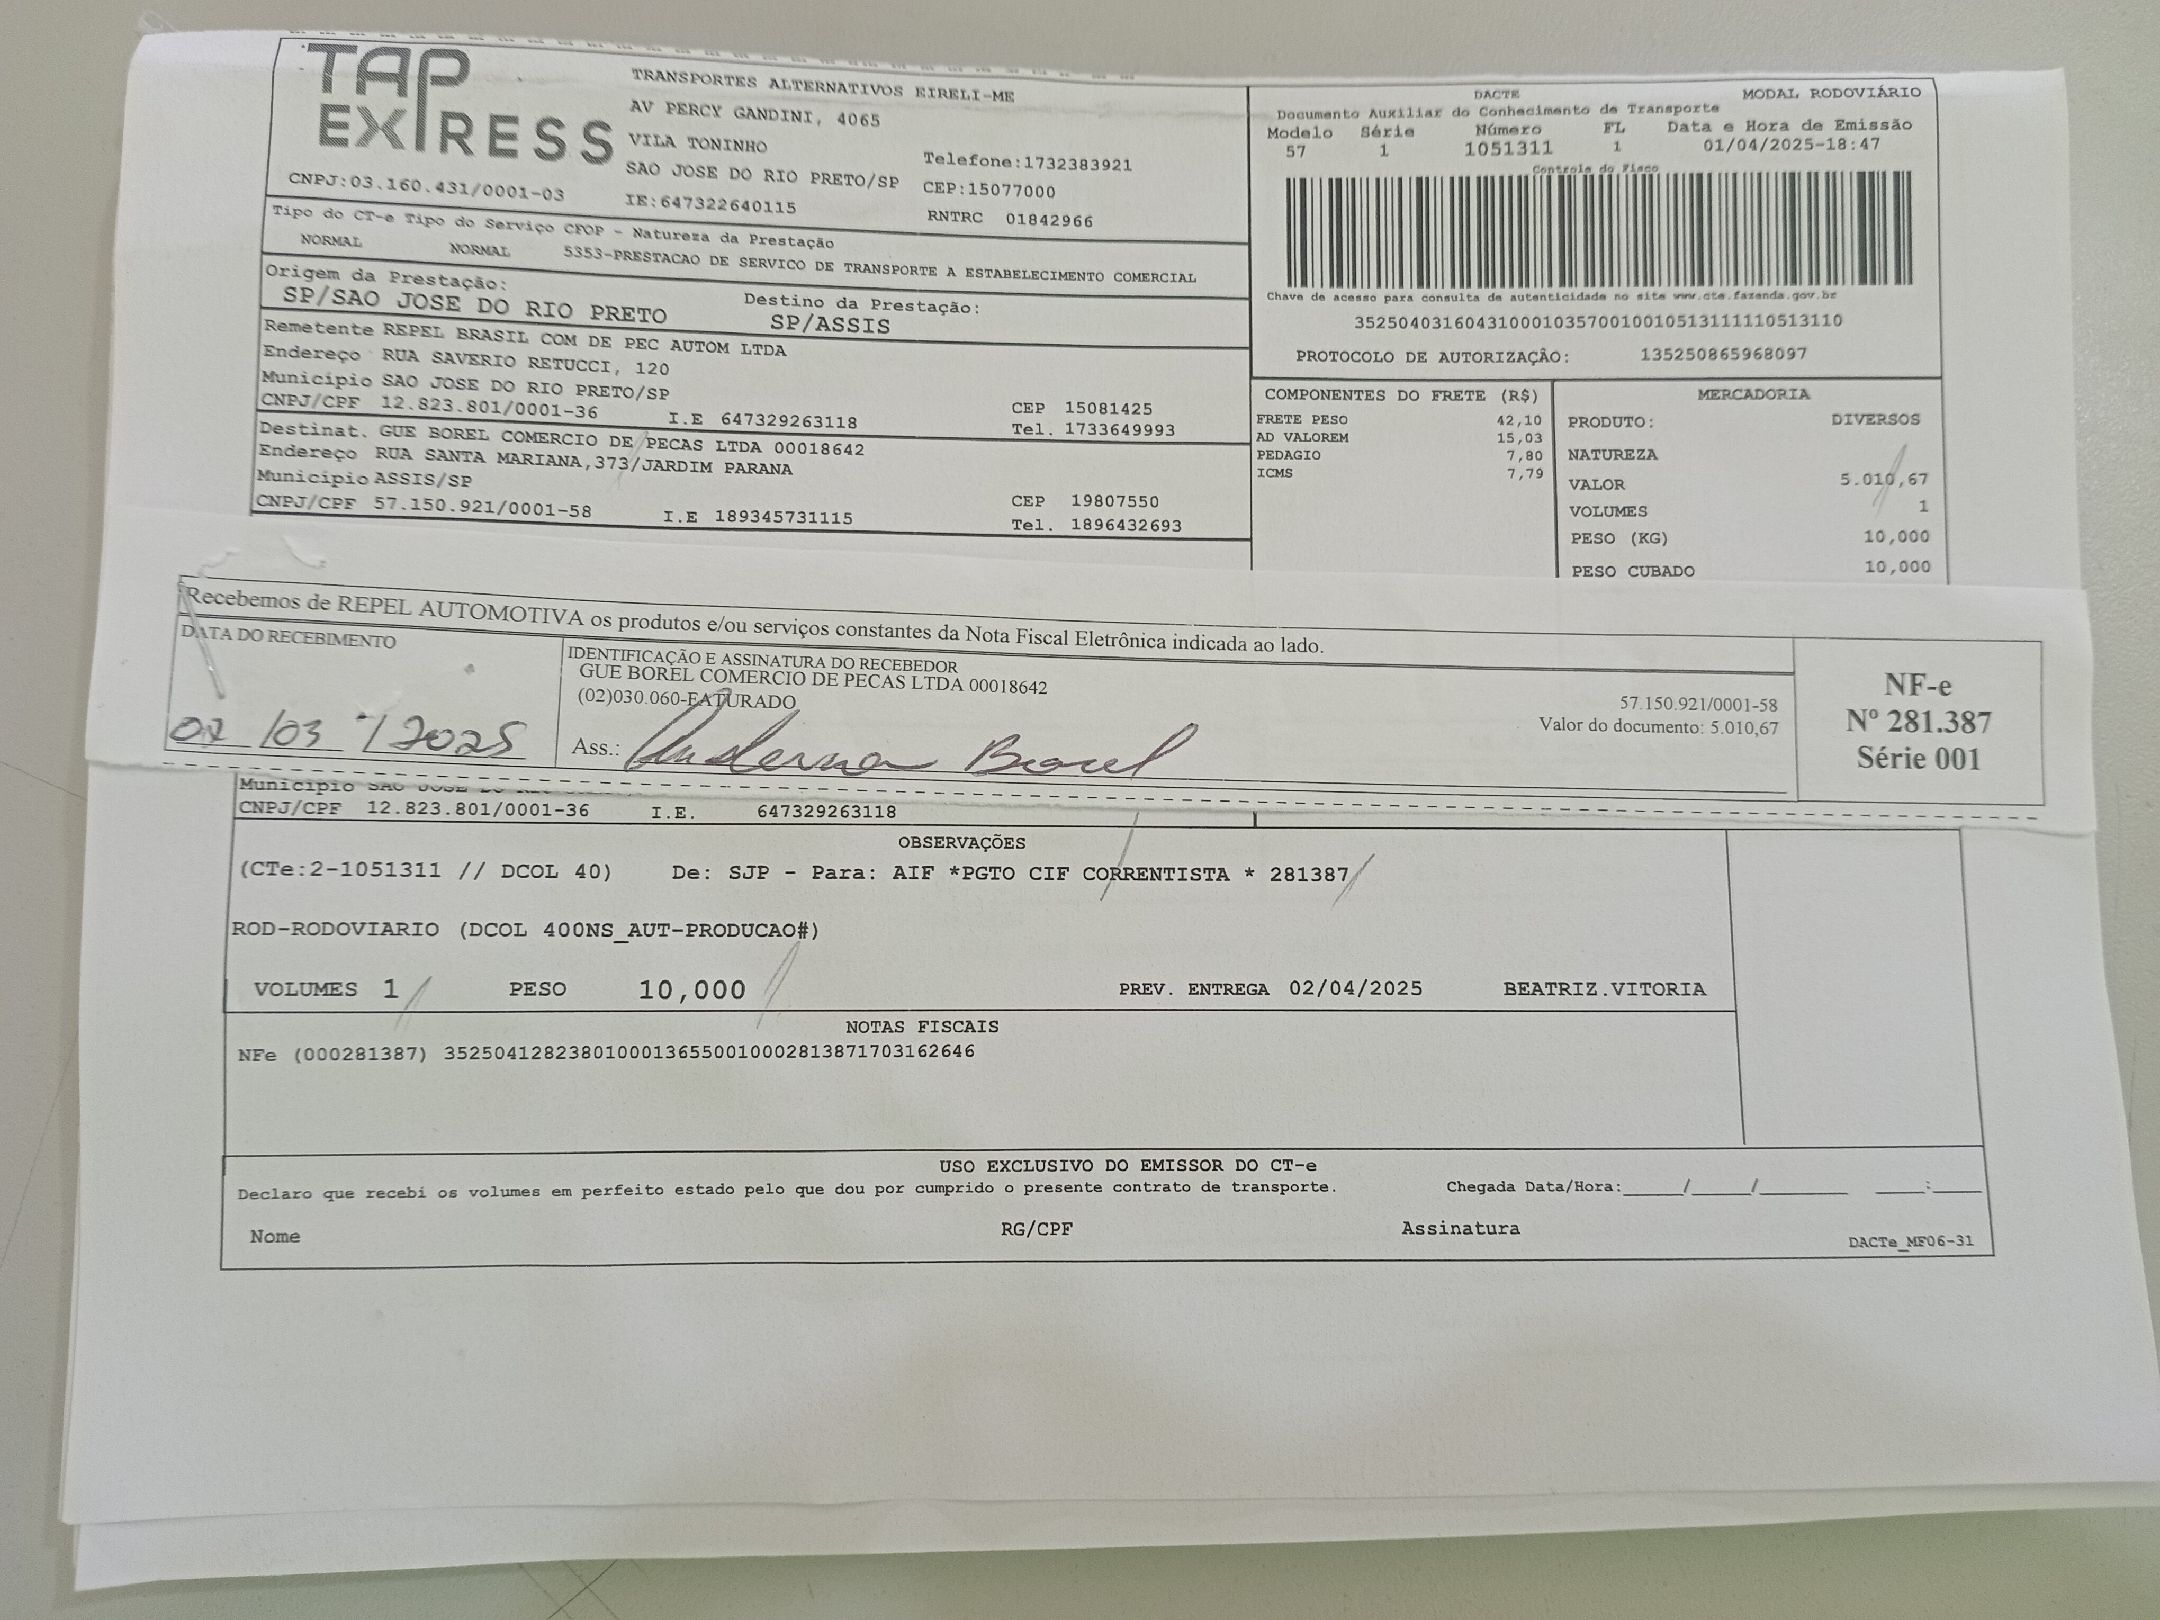 TAP EXPRESS
TRANSPORTES ALTERNATIVOS EIRELI-ME
AV PERCY GANDINI, 4065
VILA TONINHO
SAO JOSE DO RIO PRETO/SP
Telefone:1732383921
CEP:15077000
CNPJ:03.160.431/0001-03
IE:647322640115
RNTRC 01842966
DACTE MODAL RODOVIÁRIO
Documento Auxiliar do Conhecimento de Transporte
Modelo Série Número FL Data e Hora de Emissão
57 1 1051311 1 01/04/2025-18:47
Controle do Fisco
Chave de acesso para consulta de autenticidade no site www.cte.fazenda.gov.br
35250403160431000103570010010513111110513110
PROTOCOLO DE AUTORIZAÇÂO: 135250865968097
Tipo do CT-e Tipo do Serviço CFOP - Natureza da Prestação
NORMAL NORMAL 5353-PRESTACAO DE SERVICO DE TRANSPORTE A ESTABELECIMENTO COMERCIAL
Origem da Prestação: Destino da Prestação:
SP/SAO JOSE DO RIO PRETO SP/ASSIS
Remetente REPEL BRASIL COM DE PEC AUTOM LTDA
Endereço RUA SAVERIO RETUCCI, 120
Municipio SAO JOSE DO RIO PRETO/SP CEP 15081425
CNPJ/CPF 12.823.801/0001-36 I.E 647329263118 Tel. 1733649993
Destinat. GUE BOREL COMERCIO DE PECAS LTDA 00018642
Endereço RUA SANTA MARIANA,373/JARDIM PARANA
Municipio ASSIS/SP CEP 19807550
CNPJ/CPF 57.150.921/0001-58 I.E 189345731115 Tel. 1896432693
COMPONENTES DO FRETE (R$)
FRETE PESO 42,10
AD VALOREM 15,03
PEDAGIO 7,80
ICMS 7,79
MERCADORIA
PRODUTO: DIVERSOS
NATUREZA
VALOR 5.010,67
VOLUMES 1
PESO (KG) 10,000
PESO CUBADO 10,000
Recebemos de REPEL AUTOMOTIVA os produtos e/ou serviços constantes da Nota Fiscal Eletrônica indicada ao lado.
DATA DO RECEBIMENTO
02/03/2025
IDENTIFICAÇÃO E ASSINATURA DO RECEBEDOR
GUE BOREL COMERCIO DE PECAS LTDA 00018642
(02)030.060-FATURADO
57.150.921/0001-58
Valor do documento: 5.010,67
Ass.: Anderson Borel
NF-e
Nº 281.387
Série 001
Municipio SAO JOSE DO RIO
CNPJ/CPF 12.823.801/0001-36 I.E. 647329263118
OBSERVAÇÕES
(CTe:2-1051311 // DCOL 40) De: SJP - Para: AIF *PGTO CIF CORRENTISTA * 281387
ROD-RODOVIARIO (DCOL 400NS_AUT-PRODUCAO#)
VOLUMES 1 PESO 10,000 PREV. ENTREGA 02/04/2025 BEATRIZ.VITORIA
NOTAS FISCAIS
NFe (000281387) 35250412823801000136550010002813871703162646
USO EXCLUSIVO DO EMISSOR DO CT-e
Declaro que recebi os volumes em perfeito estado pelo que dou por cumprido o presente contrato de transporte. Chegada Data/Hora:_____/_____/________ ____:____
Nome RG/CPF Assinatura
DACTe_MF06-31